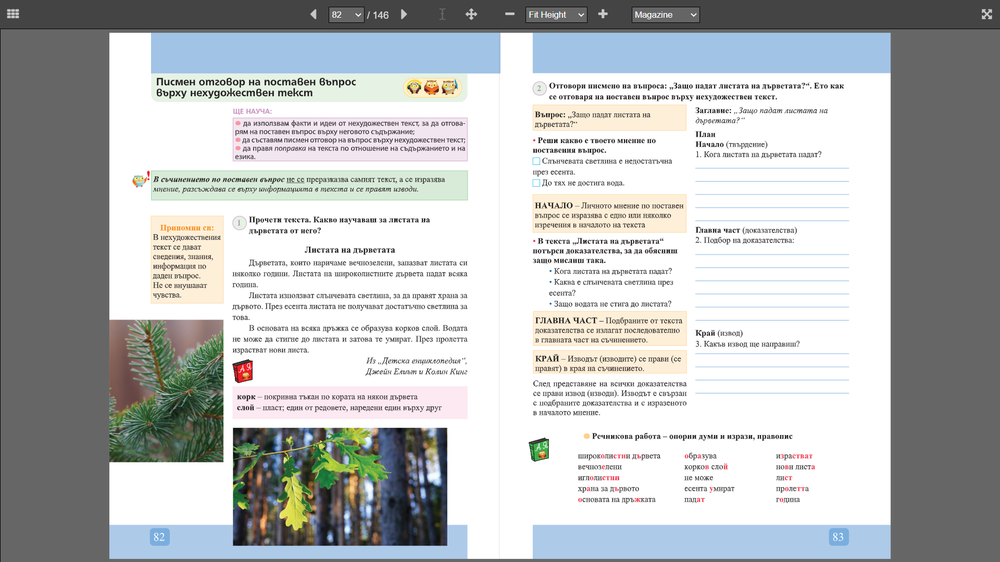 82
/ 146
Fit Height
Magazine
Писмен отговор на поставен въпрос
върху нехудожествен текст
ЩЕ НАУЧА:
да използвам факти и идеи от нехудожествен текст, за да отгова-
рям на поставен въпрос върху неговото съдържание;
да съставям писмен отговор на въпрос върху нехудожествен текст;
да правя поправка на текста по отношение на съдържанието и на
езика.
В съчинението по поставен въпрос не се преразказва самият текст, а се изразява
мнение, разсъждава се върху информацията в текста и се правят изводи.
Припомни си:
В нехудожествения
текст се дават
сведения, знания,
информация по
даден въпрос.
Не се внушават
чувства.
1 Прочети текста. Какво научаваш за листата на
дърветата от него?
Листата на дърветата
Дърветата, които наричаме вечнозелени, запазват листата си
няколко години. Листата на широколистните дървета падат всяка
година.
Листата използват слънчевата светлина, за да правят храна за
дървото. През есента листата не получават достатъчно светлина за
това.
В основата на всяка дръжка се образува корков слой. Водата
не може да стигне до листата и затова те умират. През пролетта
израстват нови листа.
Из „Детска енциклопедия“,
Джейн Елиът и Колин Кинг
А Я
корк – покривна тъкан по кората на някои дървета
слой – пласт; един от редовете, наредени един върху друг
82
2 Отговори писмено на въпроса: „Защо падат листата на дърветата?“. Ето как
се отговаря на поставен въпрос върху нехудожествен текст.
Въпрос: „Защо падат листата на
дърветата?“
• Реши какво е твоето мнение по
поставения въпрос.
Слънчевата светлина е недостатъчна
през есента.
До тях не достига вода.
НАЧАЛО – Личното мнение по поставен
въпрос се изразява с едно или няколко
изречения в началото на текста
• В текста „Листата на дърветата“
потърси доказателства, за да обясниш
защо мислиш така.
• Кога листата на дърветата падат?
• Каква е слънчевата светлина през
есента?
• Защо водата не стига до листата?
ГЛАВНА ЧАСТ – Подбраните от текста
доказателства се излагат последователно
в главната част на съчинението.
КРАЙ – Изводът (изводите) се прави (се
правят) в края на съчинението.
След представяне на всички доказателства
се прави извод (изводи). Изводът е свързан
с подбраните доказателства и с изразеното
в началото мнение.
Заглавие: „Защо падат листата на
дърветата?“
План
Начало (твърдение)
1. Кога листата на дърветата падат?
Главна част (доказателства)
2. Подбор на доказателства:
Край (извод)
3. Какъв извод ще направиш?
А Я
Речникова работа – опорни думи и изрази, правопис
широколистни дървета
вечнозелени
иглолистни
храна за дървото
основата на дръжката
образува
корков слой
не може
есента умират
падат
израстват
нови листа
лист
пролетта
година
83